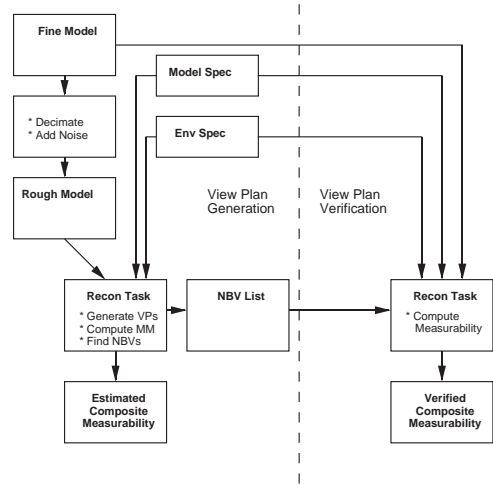 Fine Model
Model Spec
* Decimate
* Add Noise
Env Spec
Rough Model
View Plan
Generation
View Plan
Verification
Recon Task
* Generate VPs
* Compute MM
* Find NBVs
NBV List
Recon Task
* Compute
Measurability
Estimated
Composite
Measurability
Verified
Composite
Measurability